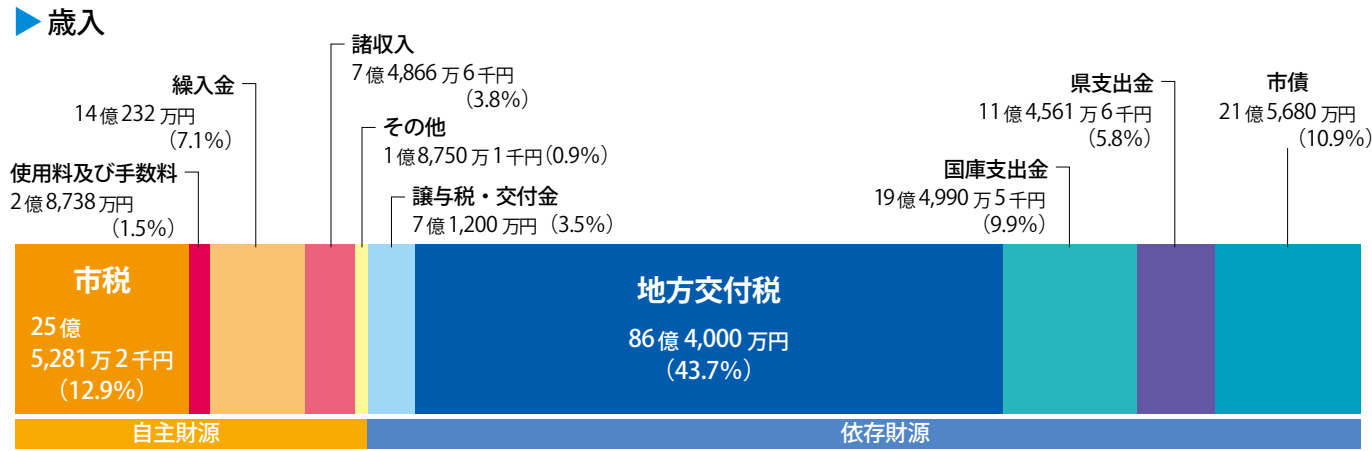 歳入
使用料及び手数料
2億8,738万円
(1.5%)
繰入金
14億232万円
(7.1%)
諸収入
7億4,866万6千円
(3.8%)
その他
1億8,750万1千円(0.9%)
譲与税・交付金
7億1,200万円 (3.5%)
国庫支出金
19億4,990万5千円
(9.9%)
県支出金
11億4,561万6千円
(5.8%)
市債
21億5,680万円
(10.9%)
市税
25億
5,281万2千円
(12.9%)
地方交付税
86億4,000万円
(43.7%)
自主財源
依存財源